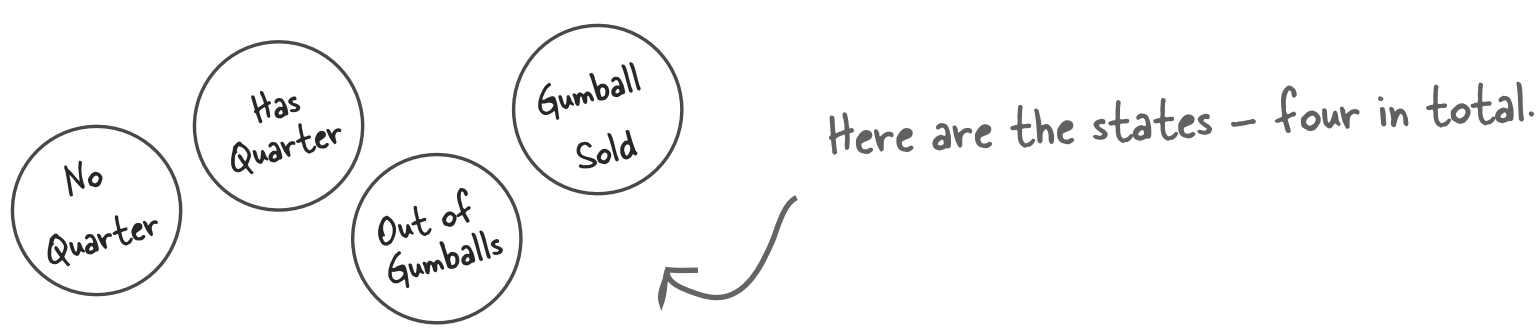 No
Quarter
Has
Quarter
Out of
Gumballs
Gumball
Sold
Here are the states – four in total.